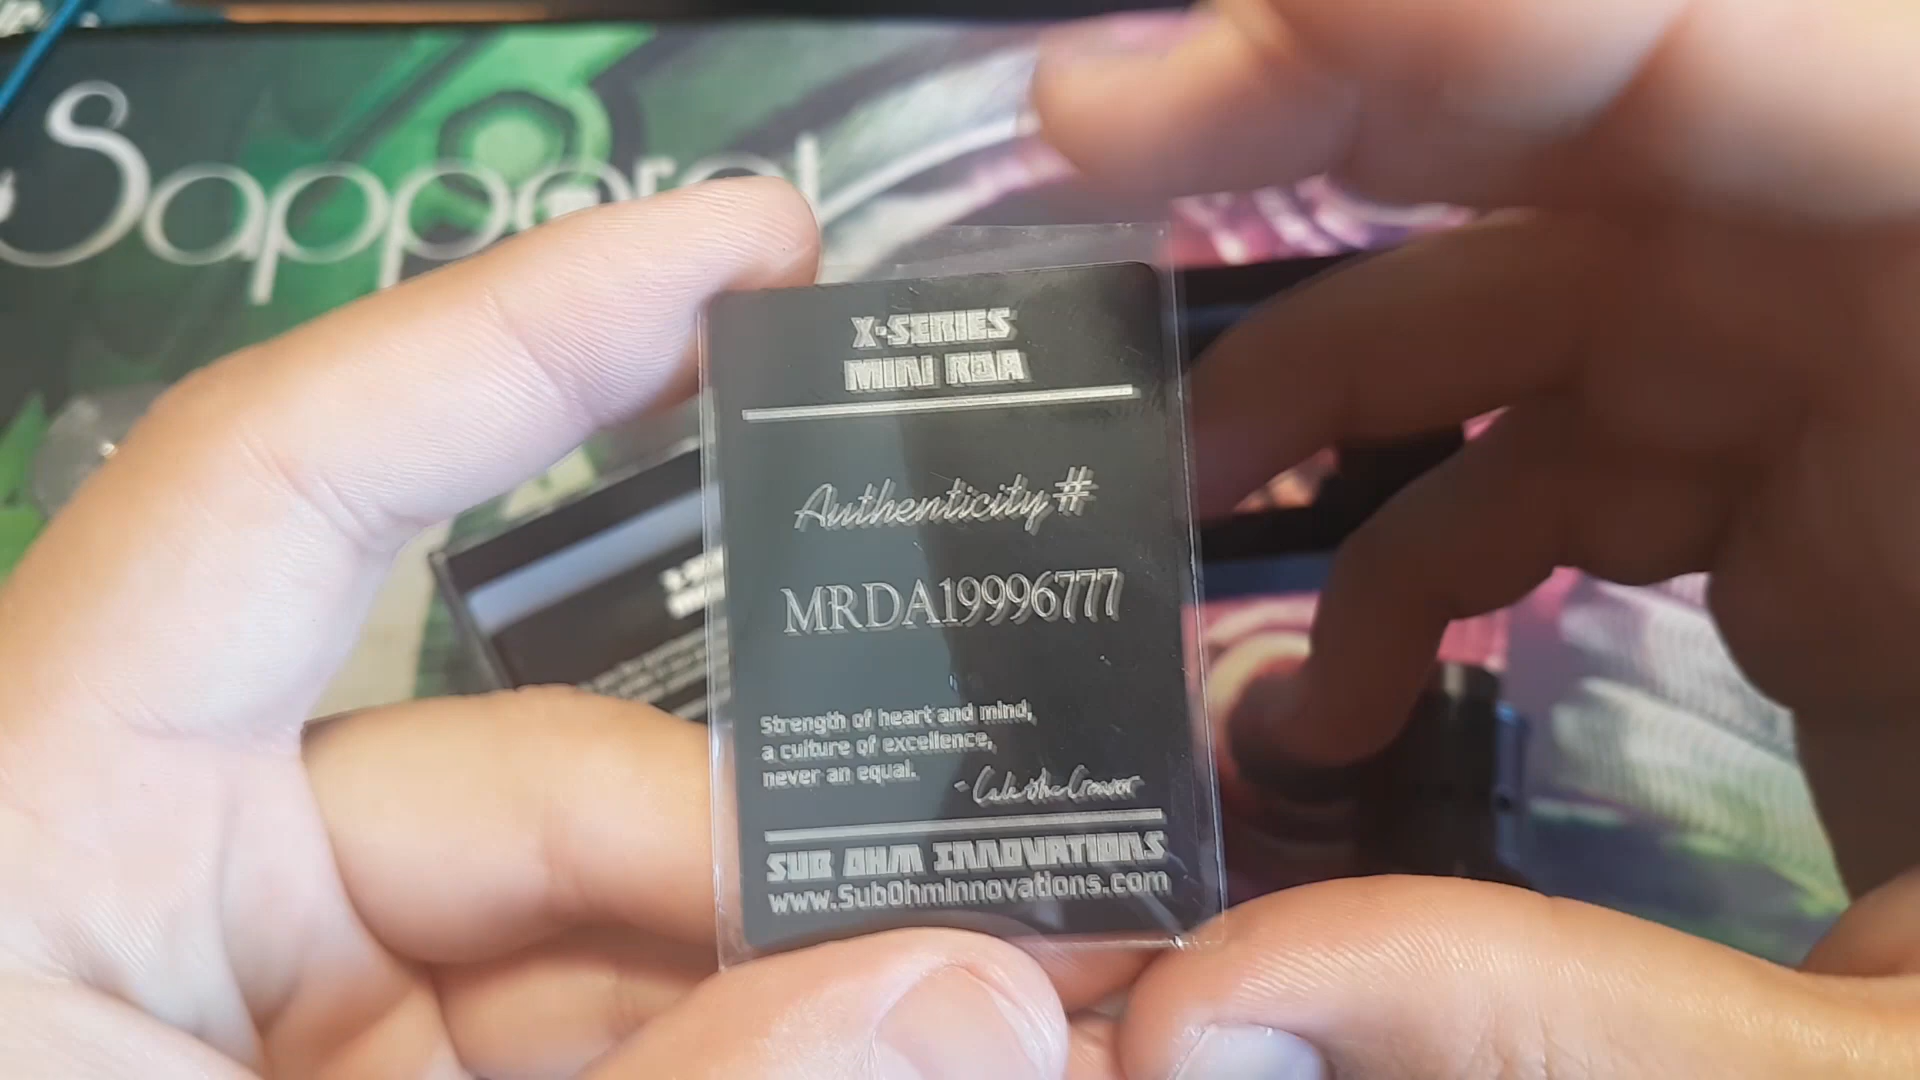 Sapparel
X-SERIES
MINI RDA
Authenticity #
MRDA19996777
Strength of heart and mind,
a culture of excellence,
never an equal.
SUB OHM INNOVATIONS
www.SubOhmInnovations.com